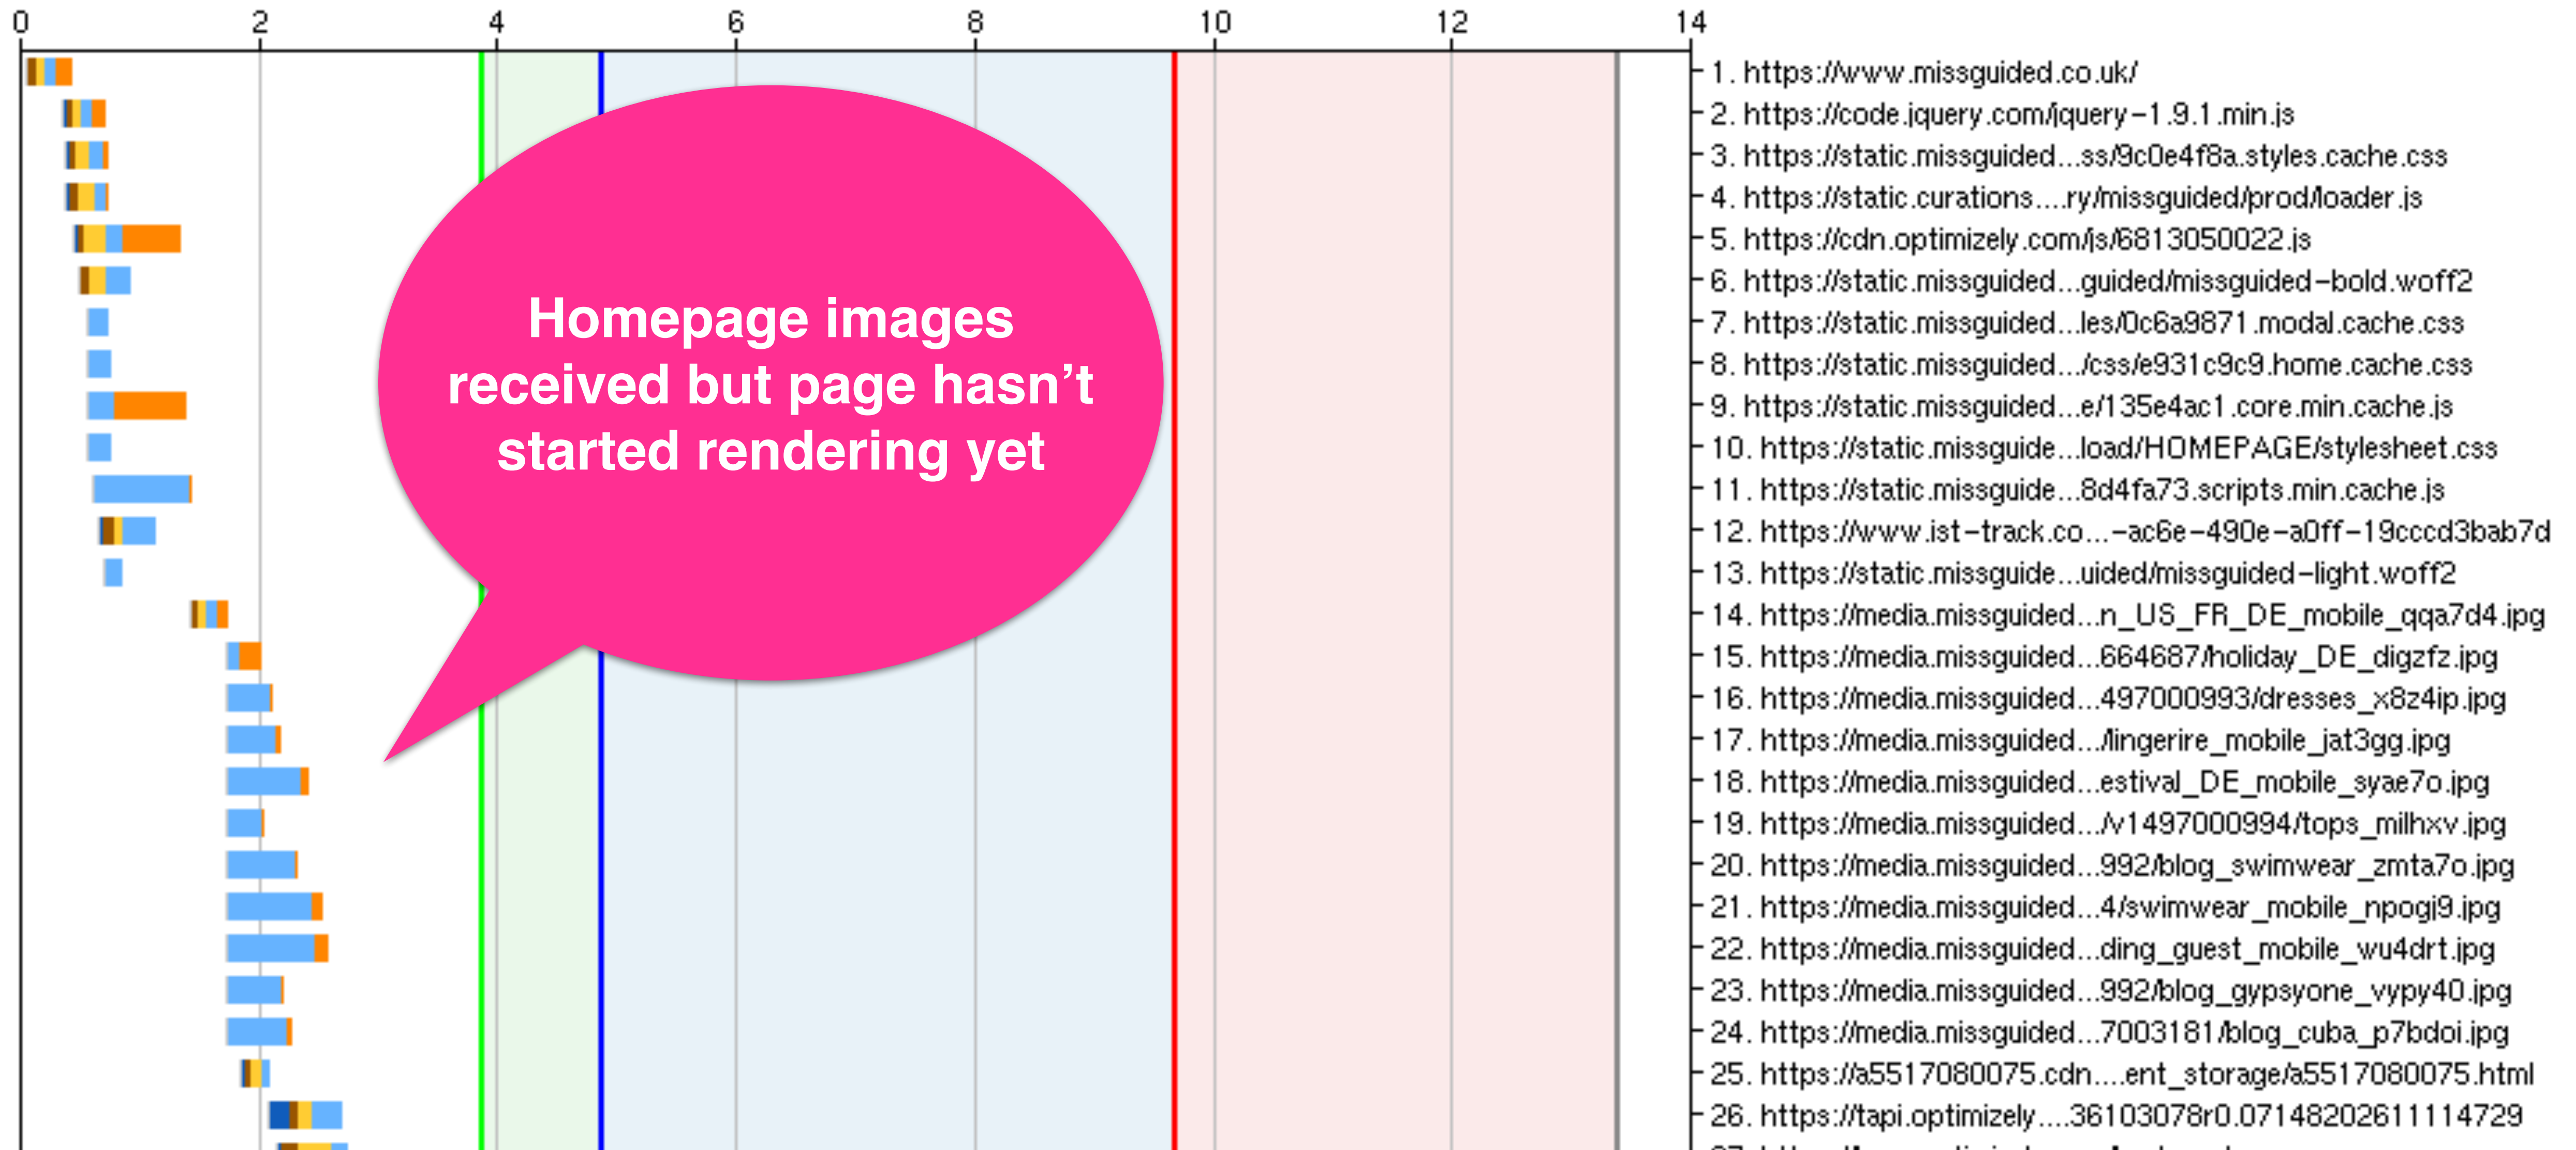 0 2 4 6 8 10 12 14
1. https://www.missguided.co.uk/
2. https://code.jquery.com/jquery-1.9.1.min.js
3. https://static.missguided...ss/9c0e4f8a.styles.cache.css
4. https://static.curations....ry/missguided/prod/loader.js
5. https://cdn.optimizely.com/js/6813050022.js
6. https://static.missguided...guided/missguided-bold.woff2
7. https://static.missguided...les/0c6a9871.modal.cache.css
8. https://static.missguided.../css/e931c9c9.home.cache.css
9. https://static.missguided...e/135e4ac1.core.min.cache.js
10. https://static.missguide...load/HOMEPAGE/stylesheet.css
11. https://static.missguide...8d4fa73.scripts.min.cache.js
12. https://www.ist-track.co...-ac6e-490e-a0ff-19cccd3bab7d
13. https://static.missguide...uided/missguided-light.woff2
14. https://media.missguided...n_US_FR_DE_mobile_qqa7d4.jpg
15. https://media.missguided...664687/holiday_DE_digzfz.jpg
16. https://media.missguided...497000993/dresses_x8z4ip.jpg
17. https://media.missguided.../lingerire_mobile_jat3gg.jpg
18. https://media.missguided...estival_DE_mobile_syae7o.jpg
19. https://media.missguided.../v1497000994/tops_milhxv.jpg
20. https://media.missguided...992/blog_swimwear_zmta7o.jpg
21. https://media.missguided...4/swimwear_mobile_npogj9.jpg
22. https://media.missguided...ding_guest_mobile_wu4drt.jpg
23. https://media.missguided...992/blog_gypsyone_vypy40.jpg
24. https://media.missguided...7003181/blog_cuba_p7bdoi.jpg
25. https://a5517080075.cdn....ent_storage/a5517080075.html
26. https://tapi.optimizely....36103078r0.07148202611114729
Homepage images
received but page hasn't
started rendering yet